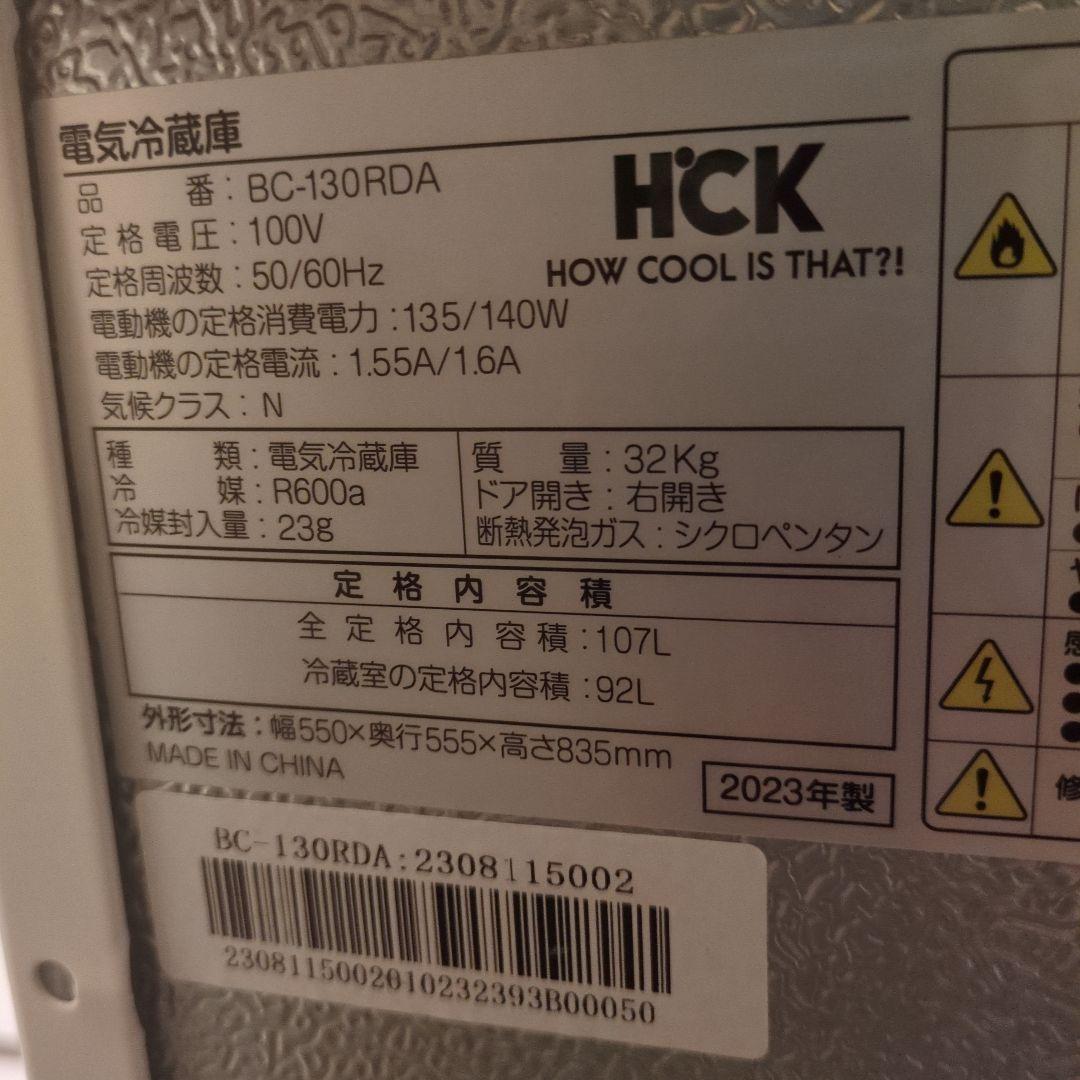 電気冷蔵庫
品番：BC-130RDA
定格電圧：100V
定格周波数：50/60Hz
電動機の定格消費電力：135/140W
電動機の定格電流：1.55A/1.6A
気候クラス：N
H°CK
HOW COOL IS THAT?!
種類：電気冷蔵庫
冷媒：R600a
冷媒封入量：23g
質量：32Kg
ドア開き：右開き
断熱発泡ガス：シクロペンタン
定格内容積
全定格内容積：107L
冷蔵室の定格内容積：92L
外形寸法：幅550×奥行555×高さ835mm
MADE IN CHINA
2023年製
BC-130RDA:2308115002
2308115002010232393B00050
感
修